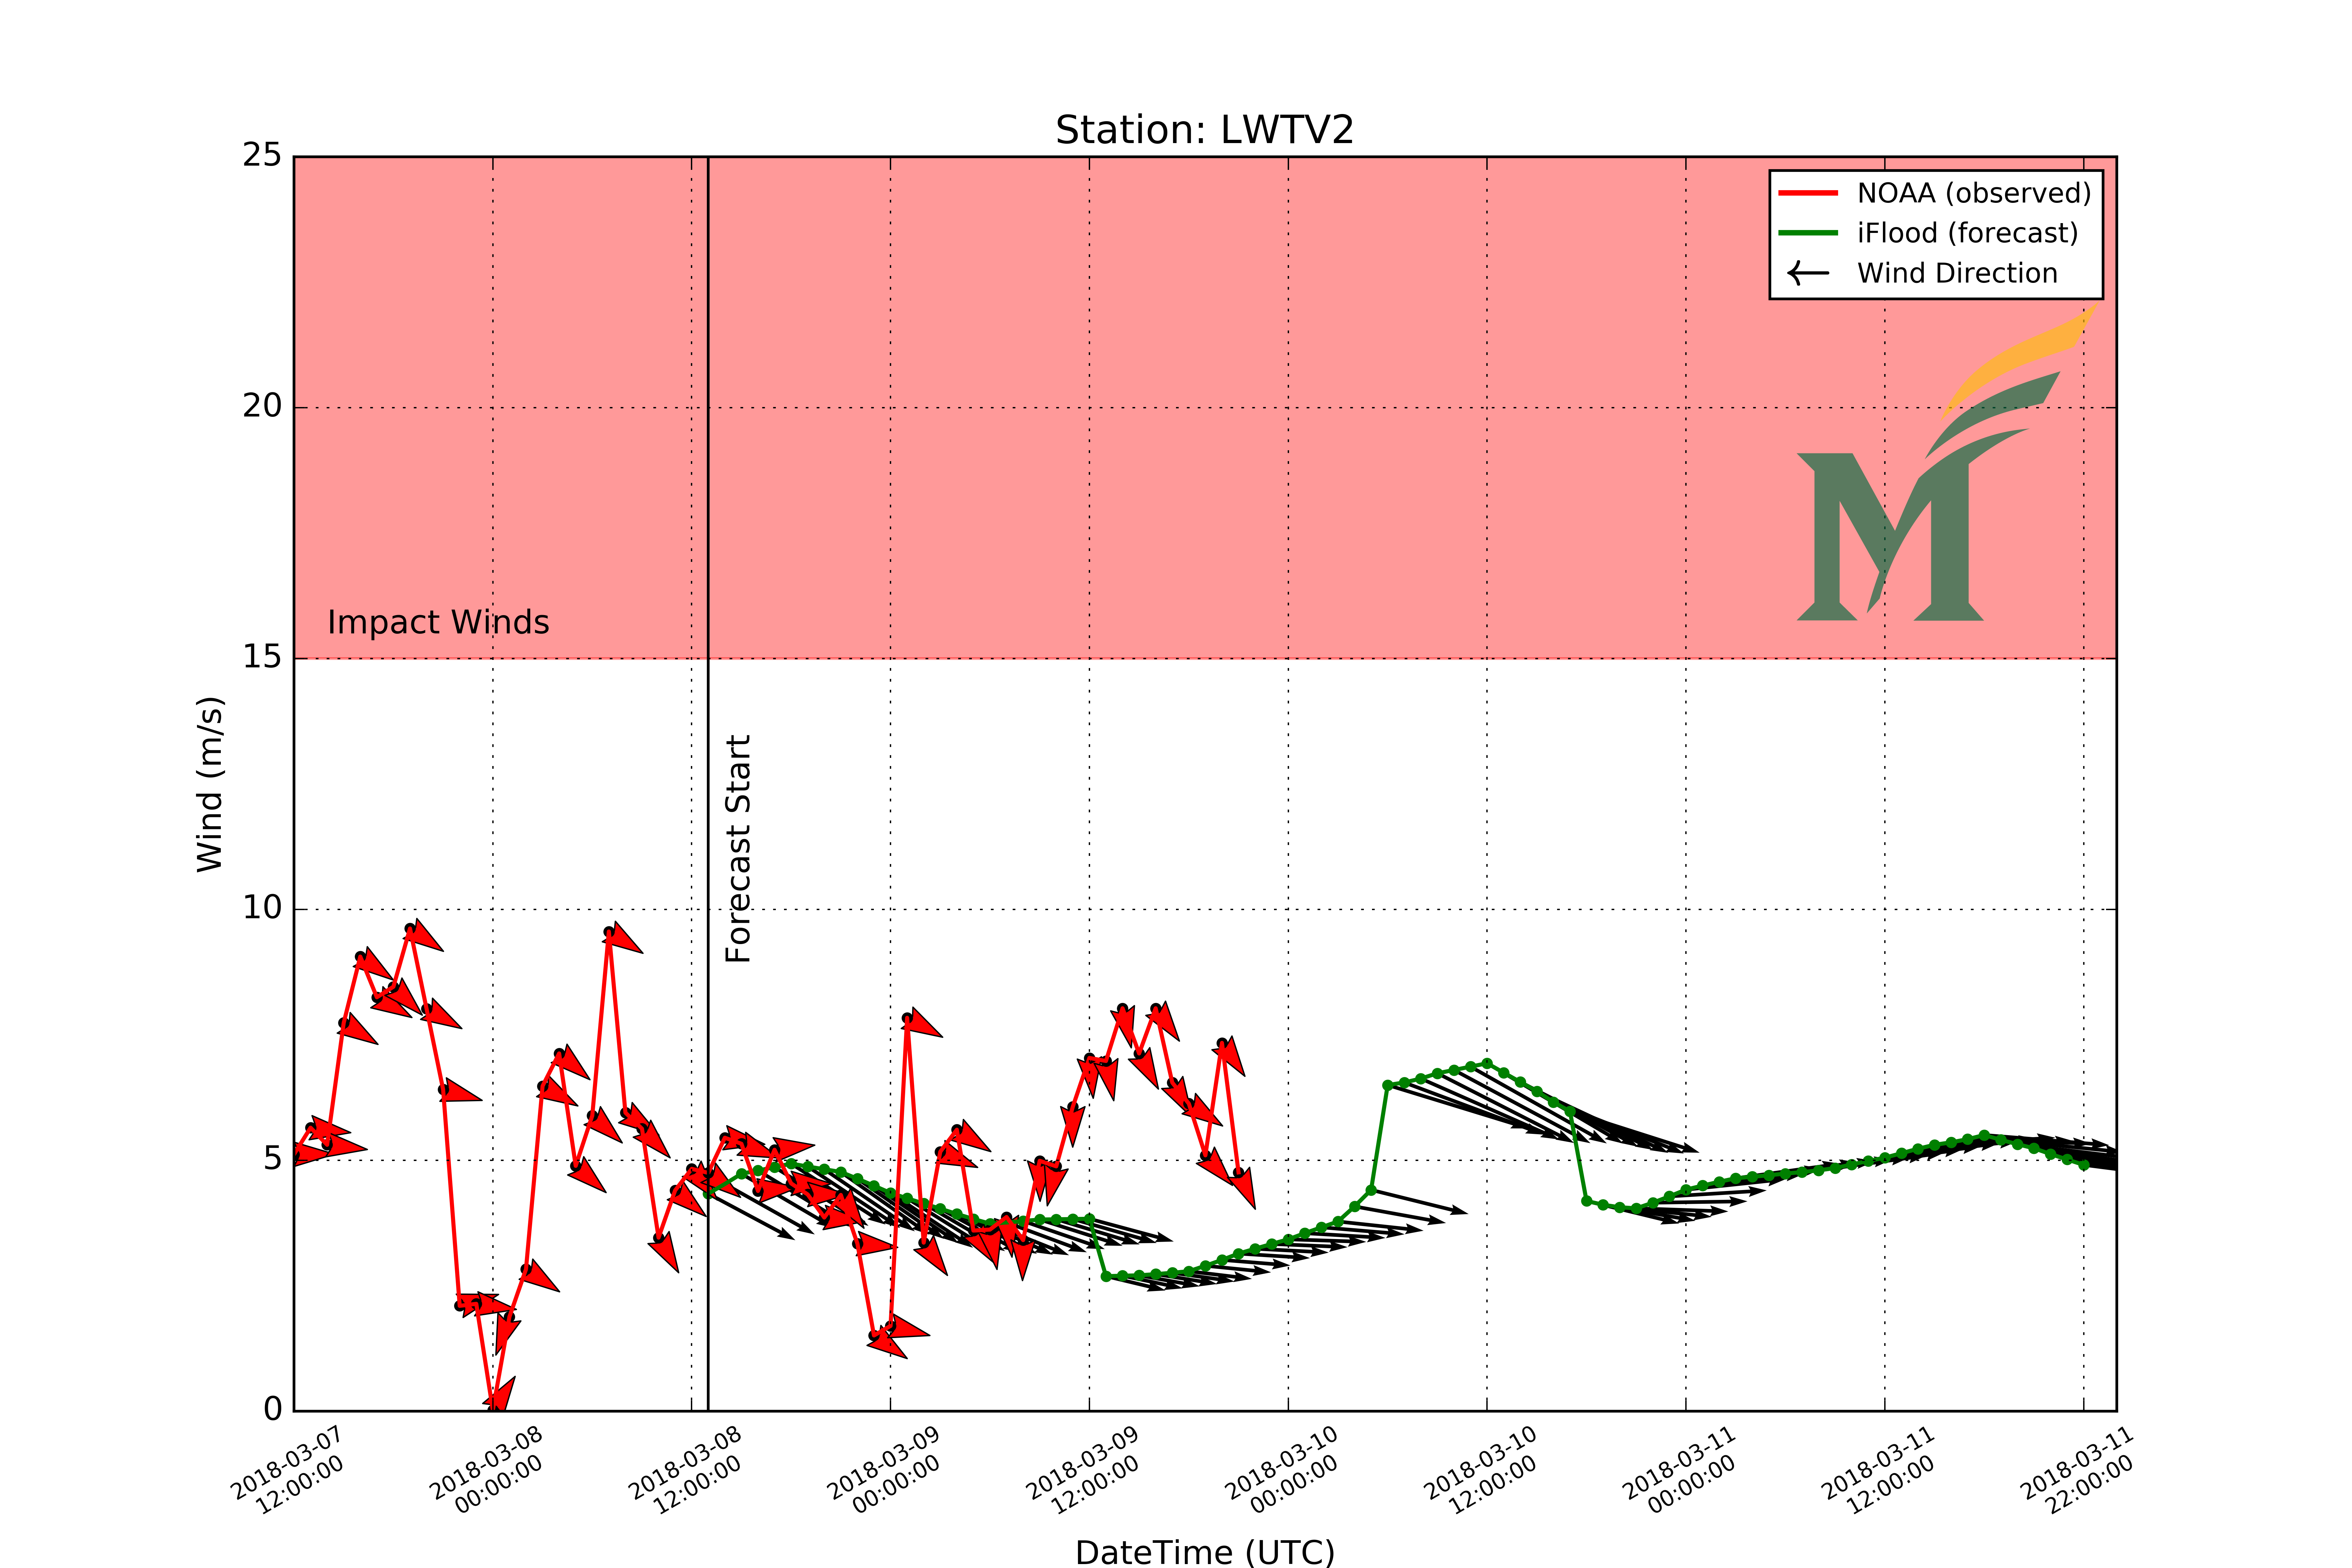 Station: LWTV2
25
20
15
10
5
0
Wind (m/s)
NOAA (observed)
iFlood (forecast)
Wind Direction
M
Impact Winds
Forecast Start
2018-03-07
12:00:00
2018-03-08
00:00:00
2018-03-08
12:00:00
2018-03-09
00:00:00
2018-03-09
12:00:00
2018-03-10
00:00:00
2018-03-10
12:00:00
2018-03-11
00:00:00
2018-03-11
12:00:00
2018-03-11
22:00:00
DateTime (UTC)